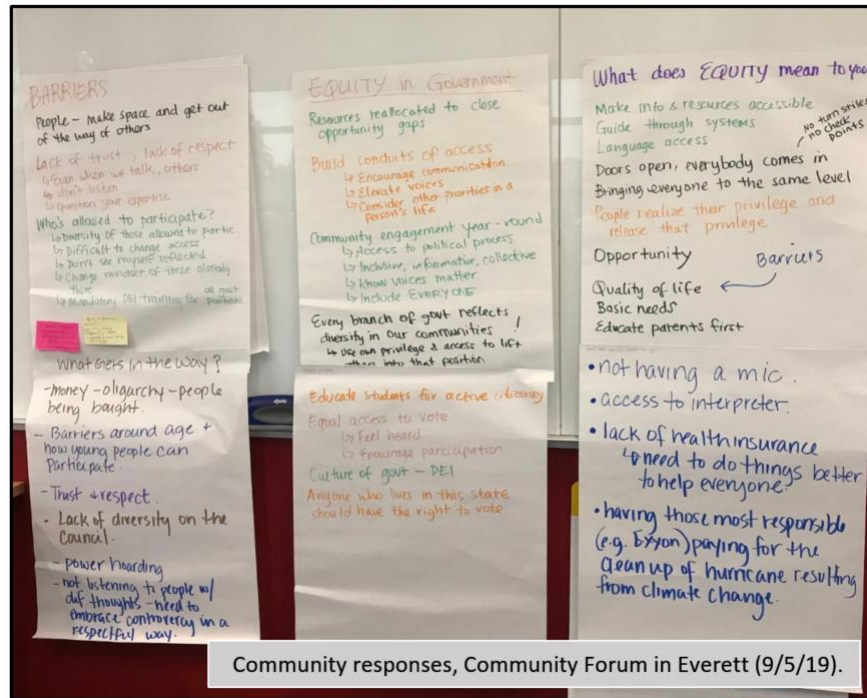 BARRIERS
People - make space and get out
of the way of others
Lack of trust, lack of respect
↳ Even when we talk, others
↳ don't listen
↳ Question your expertise
Who's allowed to participate?
↳ Diversity of those allowed to partic.
↳ Difficult to change access
↳ Don't see myself reflected
↳ Change mindset of those already
there
↳ Mandatory DEI training for all govt
positions
What Gets in the way?
- money - oligarchy - people
being bought.
- Barriers around age +
how young people can
Participate
- Trust + respect.
- Lack of diversity on the
Council.
- power hoarding
- not listening to people w/
dif thoughts - need to
embrace controversy in a
respectful way.
EQUITY in Government
Resources reallocated to close
opportunity gaps
Build conduits of access
↳ Encourage communication
↳ Elevate voices
↳ Consider other priorities in a
person's life
Community engagement year-round
↳ Access to political process
↳ Inclusive, informative, collective
↳ Know voices matter
↳ Include EVERYONE
Every branch of govt reflects
diversity in our communities!
↳ use own privilege & access to lift
others into that position
Educate students for active citizency
Equal access to vote
↳ Feel heard
↳ Encourage participation
Culture of govt - DEI
Anyone who lives in this state
should have the right to vote
What does EQUITY mean to you
Make info & resources accessible
Guide through systems
Language access
No turn stiles
no check
points
Doors open, everybody comes in
Bringing everyone to the same level
People realize their privilege and
release that privilege
Opportunity
Barriers
Quality of life
Basic needs
Educate parents first
• not having a mic.
• access to interpreter.
• lack of health insurance
↳ need to do things better
to help everyone.
• having those most responsible
(e.g. Exxon) paying for the
clean up of hurricane resulting
from climate change.
Community responses, Community Forum in Everett (9/5/19).